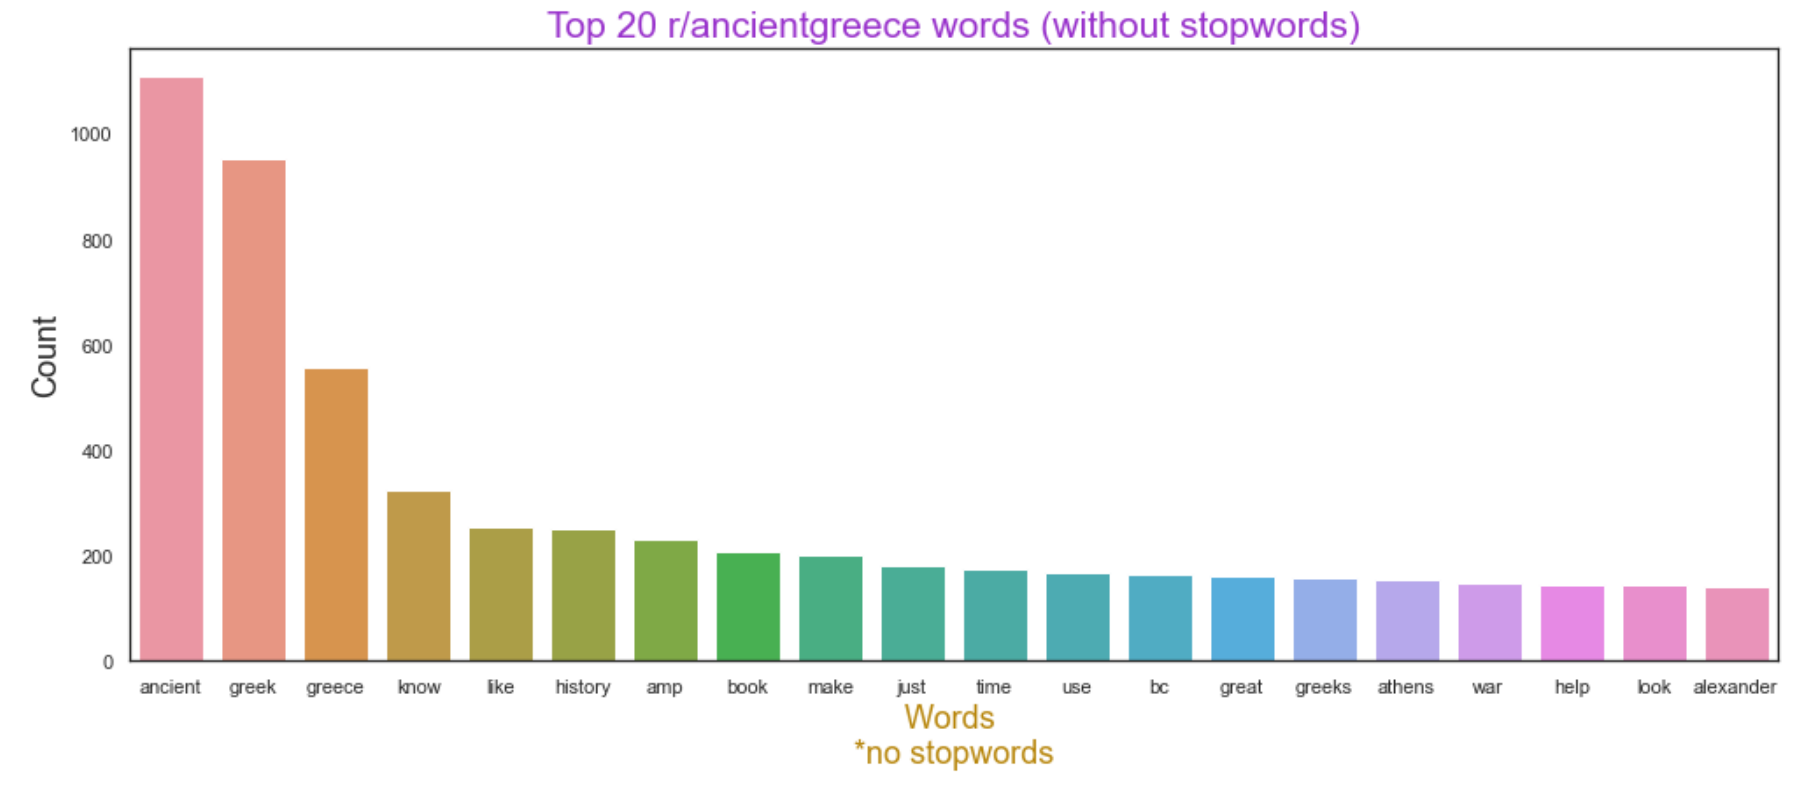 Top 20 r/ancientgreece words (without stopwords)
Count
1000
800
600
400
200
0
ancient greek greece know like history amp book make just time use bc great greeks athens war help look alexander
Words
*no stopwords